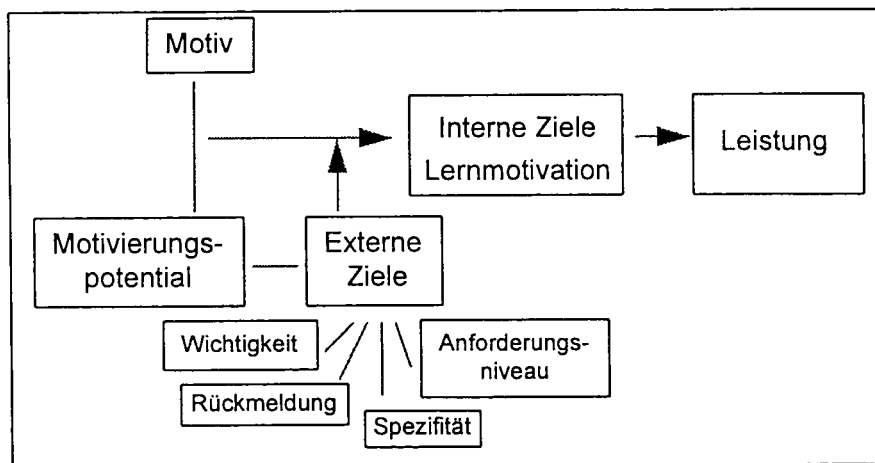 Motiv
Interne Ziele
Lernmotivation
Leistung
Motivierungs-
potential
Externe
Ziele
Wichtigkeit
Anforderungs-
niveau
Rückmeldung
Spezifität